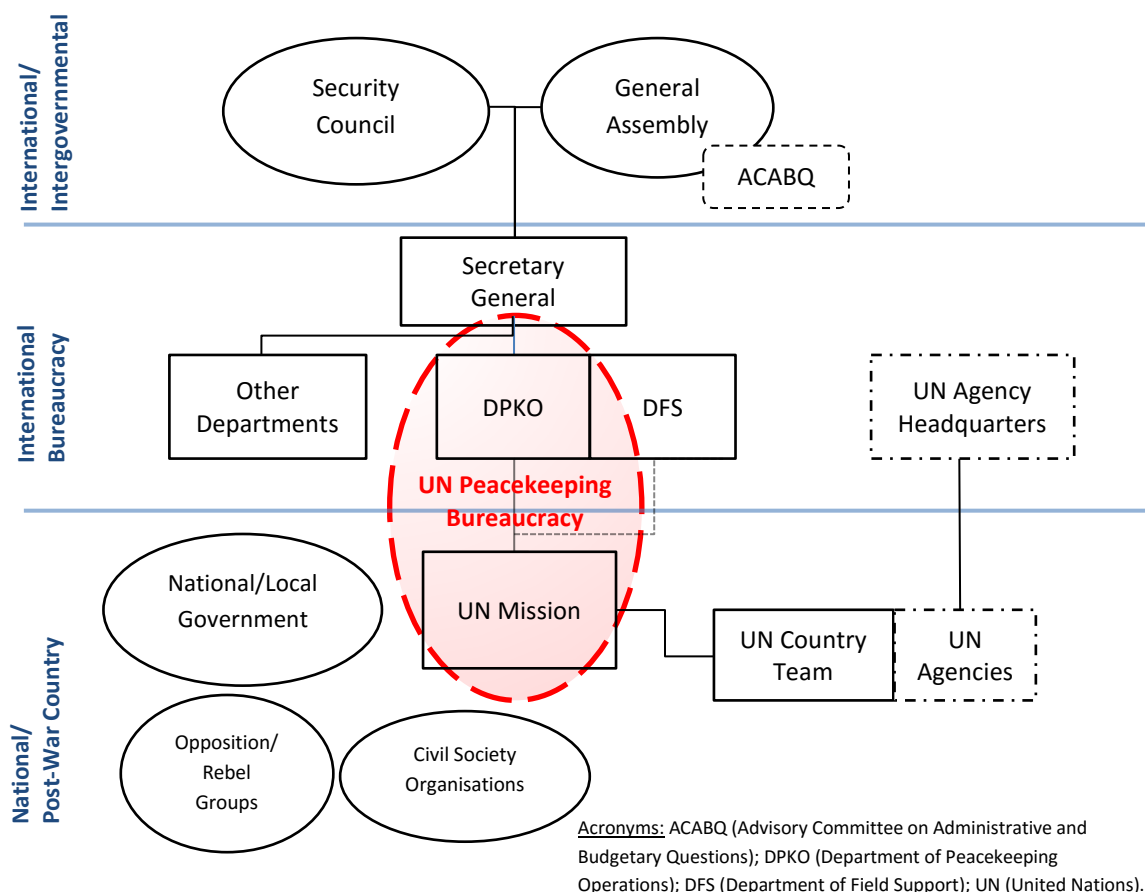 International/
Intergovernmental
Security
Council
General
Assembly
ACABQ
International
Bureaucracy
Secretary
General
Other
Departments
DPKO
DFS
UN Agency
Headquarters
UN Peacekeeping
Bureaucracy
National/
Post-War Country
National/Local
Government
UN Mission
UN Country
Team
UN
Agencies
Opposition/
Rebel
Groups
Civil Society
Organisations
Acronyms: ACABQ (Advisory Committee on Administrative and
Budgetary Questions); DPKO (Department of Peacekeeping
Operations); DFS (Department of Field Support); UN (United Nations).